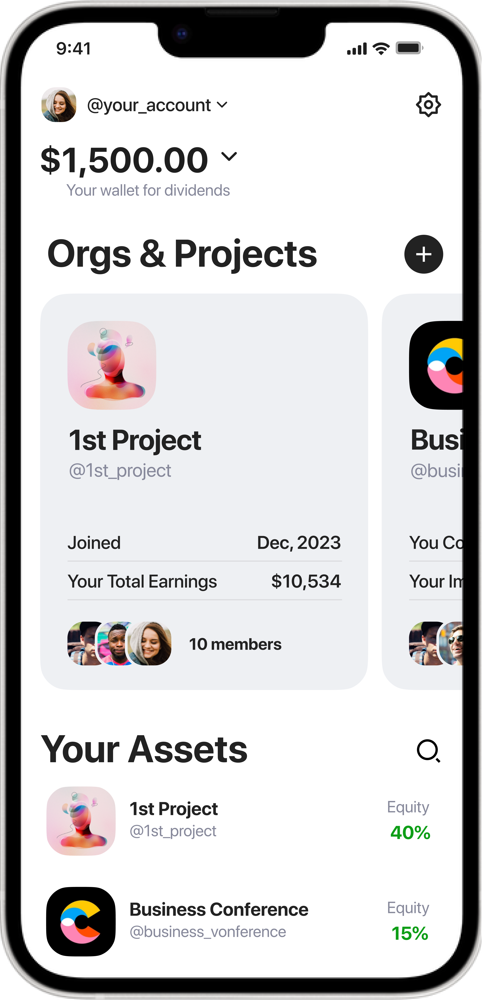 9:41
@your_account
$1,500.00
Your wallet for dividends
Orgs & Projects
1st Project
@1st_project
Joined Dec, 2023
Your Total Earnings $10,534
10 members
Busi
@busi
You Co
Your Im
Your Assets
1st Project
@1st_project
Equity
40%
Business Conference
@business_vonference
Equity
15%